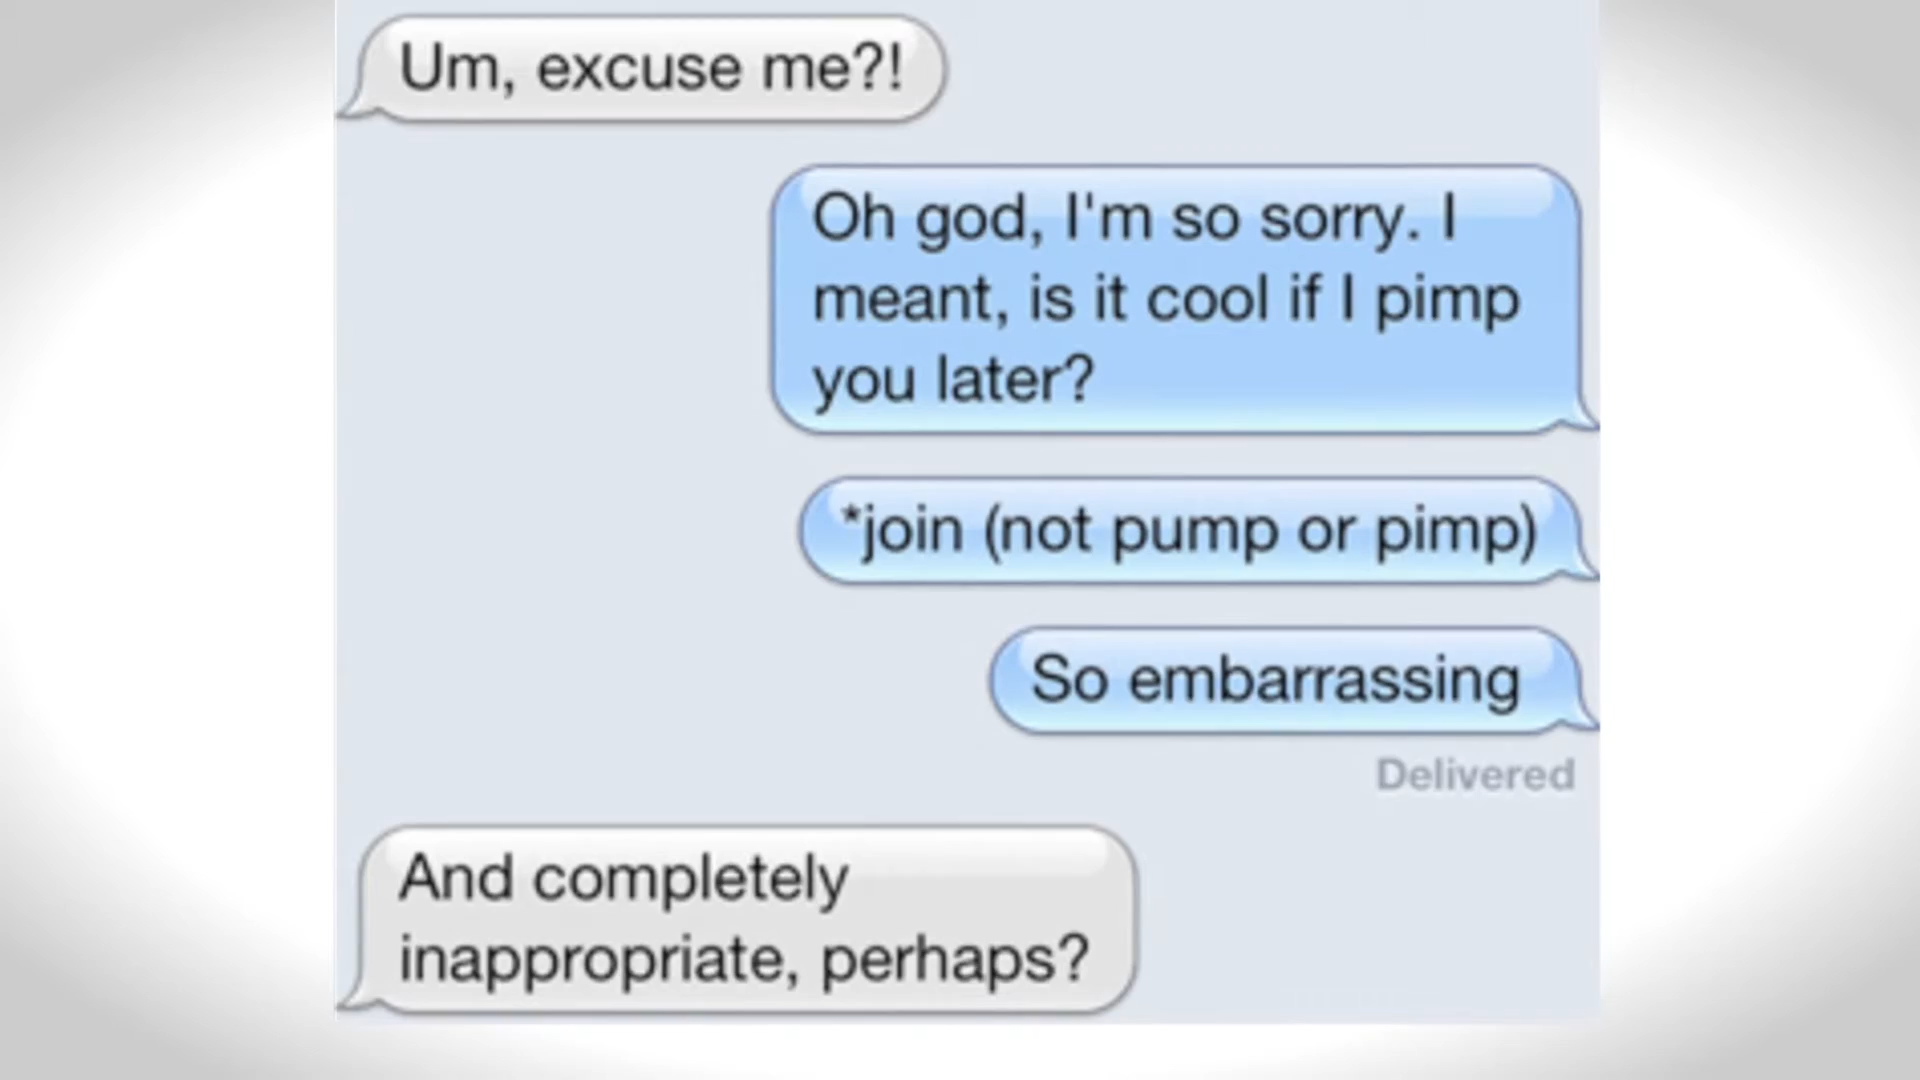 Um, excuse me?!
Oh god, I'm so sorry. I
meant, is it cool if I pimp
you later?
*join (not pump or pimp)
So embarrassing
Delivered
And completely
inappropriate, perhaps?